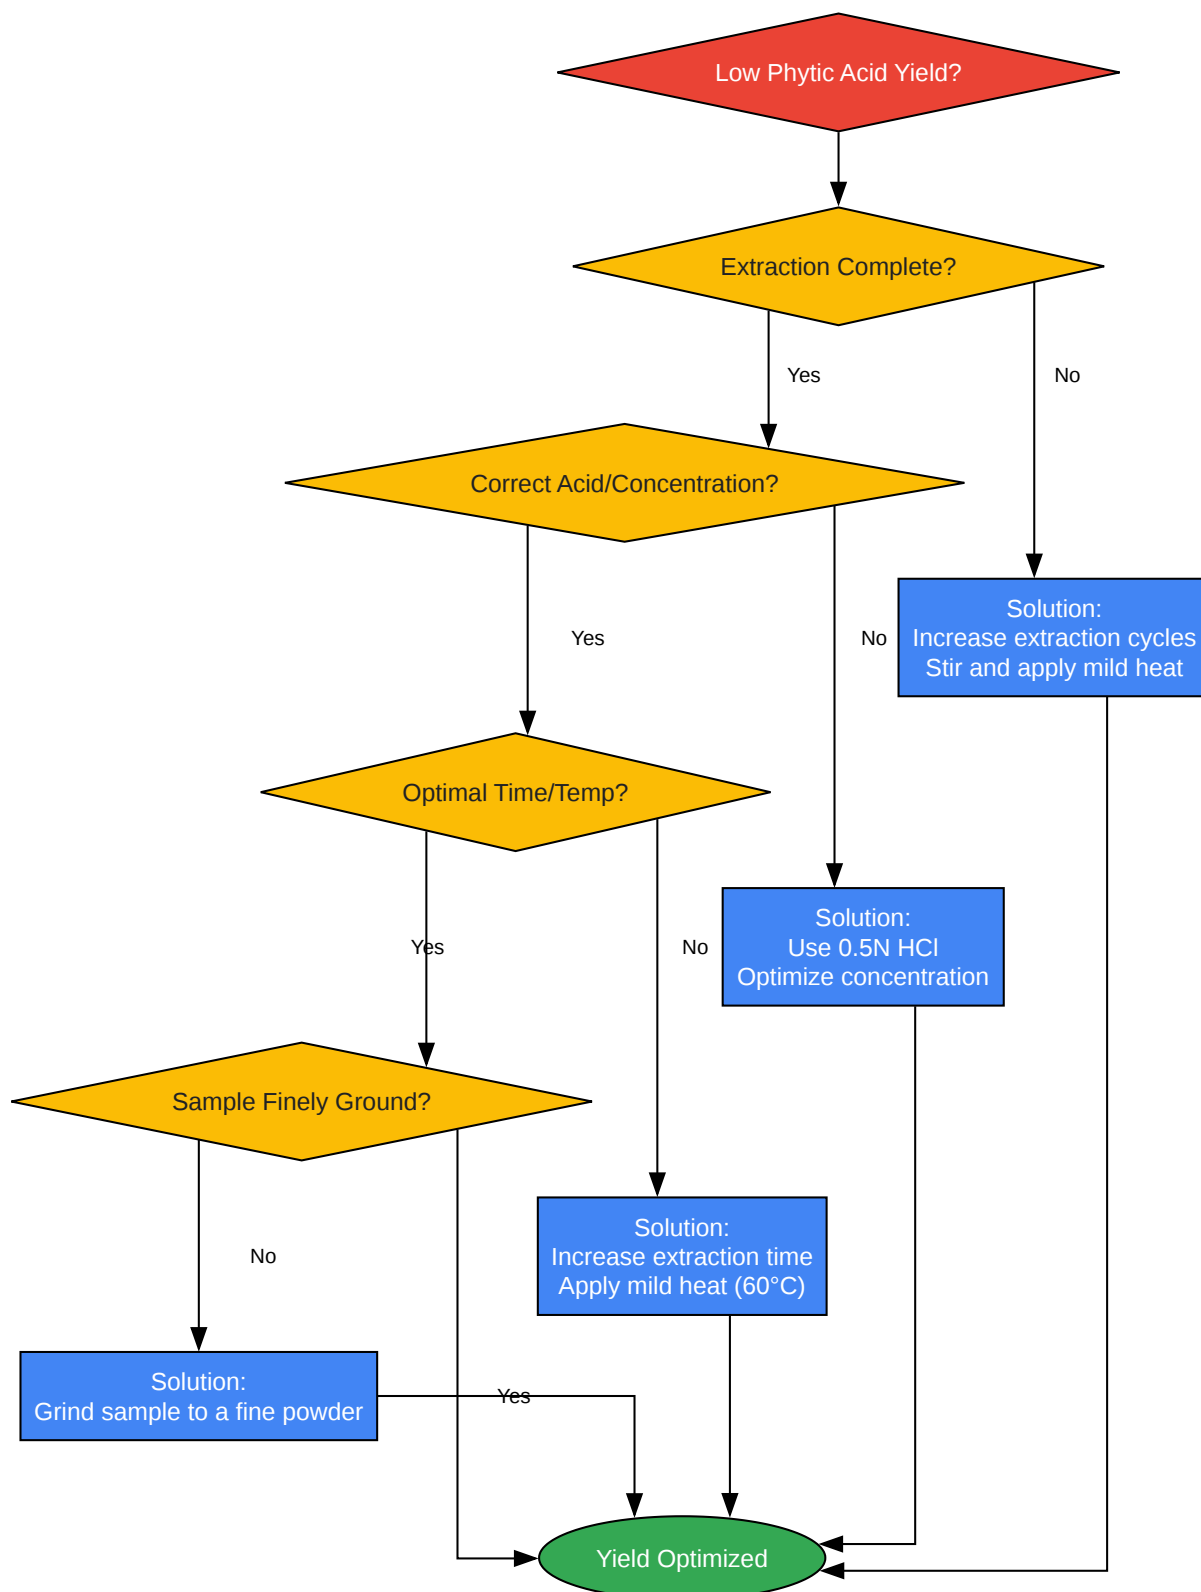 Low Phytic Acid Yield?
Extraction Complete?
Yes
No
Correct Acid/Concentration?
Solution:
Increase extraction cycles
Stir and apply mild heat
Yes
No
Optimal Time/Temp?
Solution:
Use 0.5N HCl
Optimize concentration
Yes
No
Sample Finely Ground?
Solution:
Increase extraction time
Apply mild heat (60°C)
No
Solution:
Grind sample to a fine powder
Yes
Yield Optimized